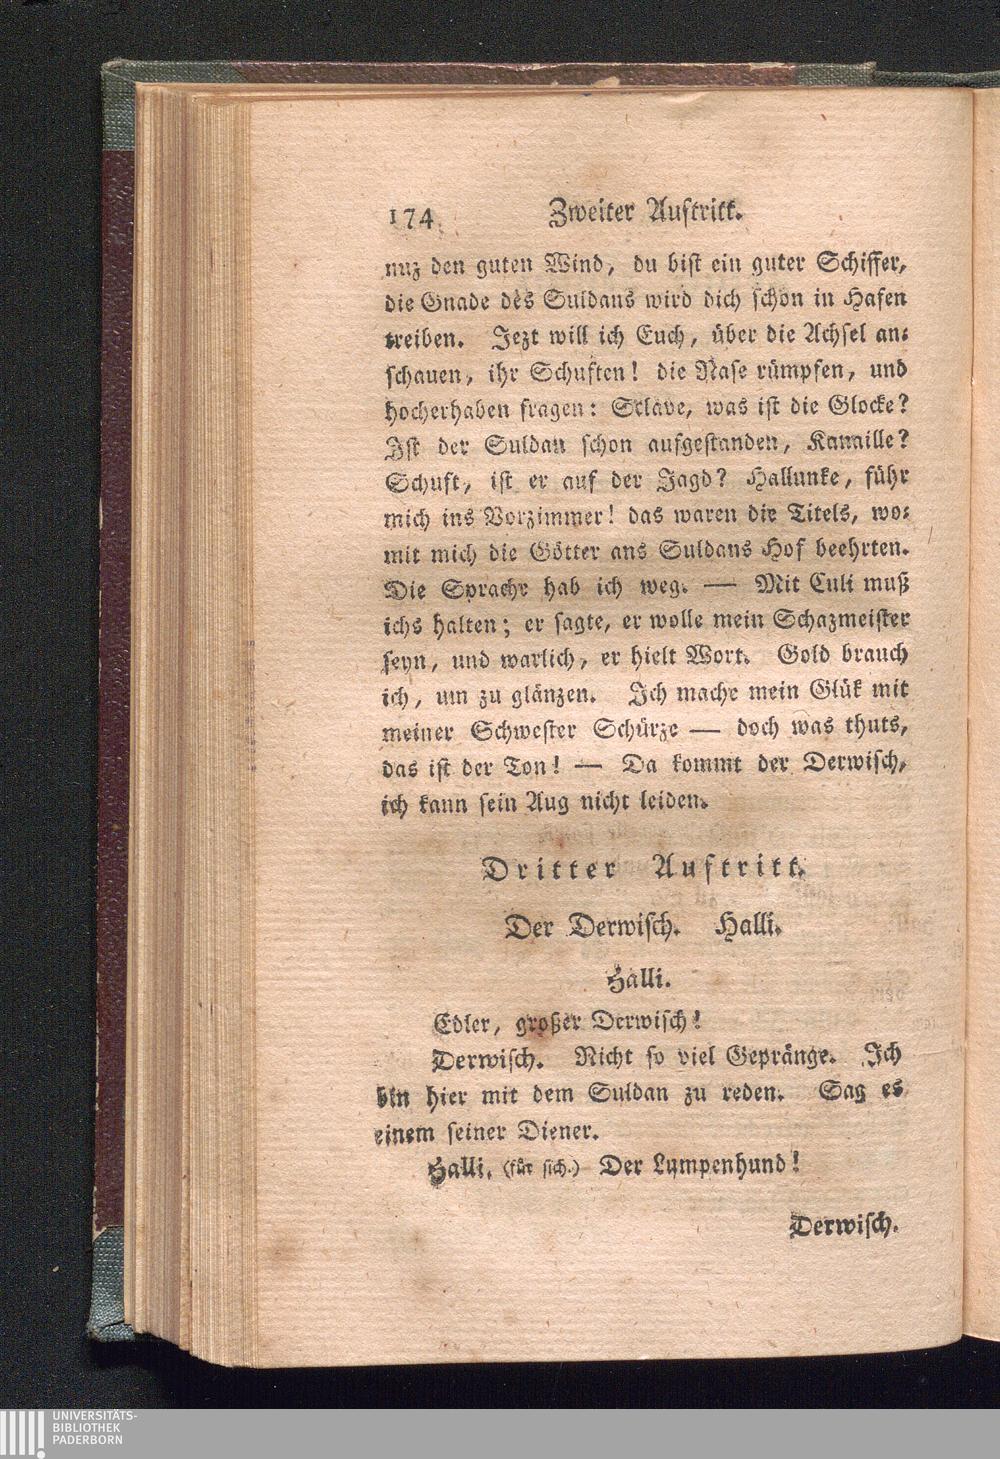 174
Zweiter Auftritt.
nuz den guten Wind, du bist ein guter Schiffer,
die Gnade des Suldans wird dich schon in Hafen
treiben. Jezt will ich Euch, über die Achsel an-
schauen, ihr Schuften! die Nase rümpfen, und
hocherhaben fragen: Sclave, was ist die Glocke?
Ist der Suldan schon aufgestanden, Kanaille?
Schuft, ist er auf der Jagd? Hallunke, führ
mich ins Vorzimmer! das waren die Titels, wo-
mit mich die Götter ans Suldans Hof beehrten.
Die Sprache hab ich weg. — Mit Culi muß
ichs halten; er sagte, er wolle mein Schazmeister
seyn, und warlich, er hielt Wort. Gold brauch
ich, um zu glänzen. Ich mache mein Glük mit
meiner Schwester Schürze — doch was thuts,
das ist der Ton! — Da kommt der Derwisch,
ich kann sein Aug nicht leiden.
Dritter Auftritt.
Der Derwisch. Halli.
Halli.
Edler, großer Derwisch!
Derwisch. Nicht so viel Gepränge. Ich
bin hier mit dem Suldan zu reden. Sag es
einem seiner Diener.
Halli. (für sich.) Der Lumpenhund!
Derwisch.
UNIVERSITÄTS-
BIBLIOTHEK
PADERBORN